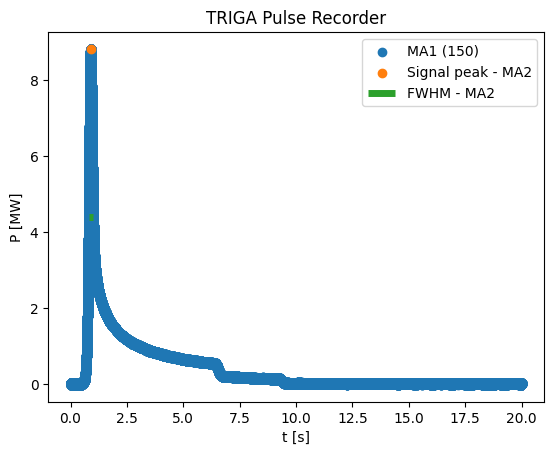 TRIGA Pulse Recorder
MA1 (150)
Signal peak - MA2
FWHM - MA2
P [MW]
8
6
4
2
0
0.0 2.5 5.0 7.5 10.0 12.5 15.0 17.5 20.0
t [s]